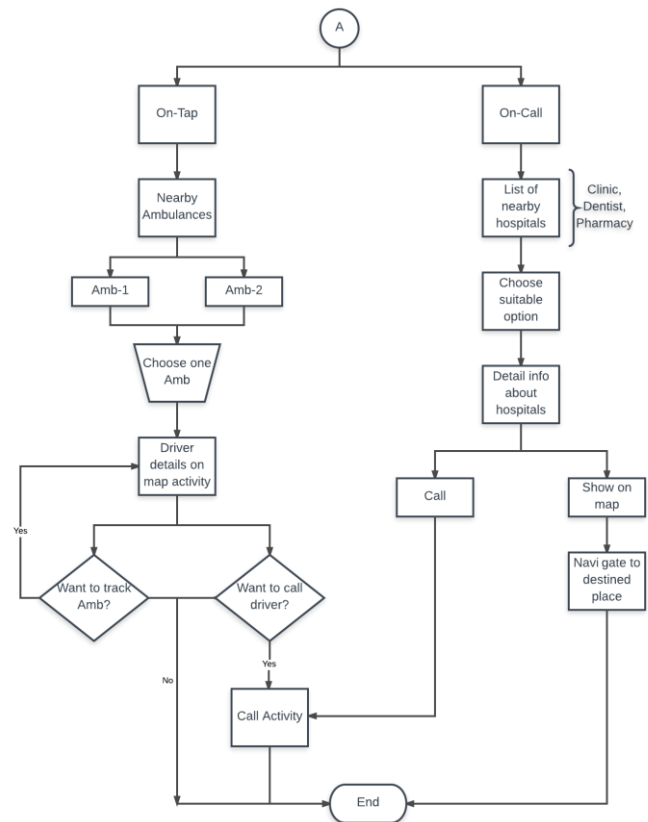 A
On-Tap
On-Call
Nearby
Ambulances
List of
nearby
hospitals
Clinic,
Dentist,
Pharmacy
Amb-1
Amb-2
Choose
suitable
option
Choose one
Amb
Detail info
about
hospitals
Driver
details on
map activity
Call
Show on
map
Yes
Want to track
Amb?
Want to call
driver?
Navi gate to
destined
place
Yes
No
Call Activity
End